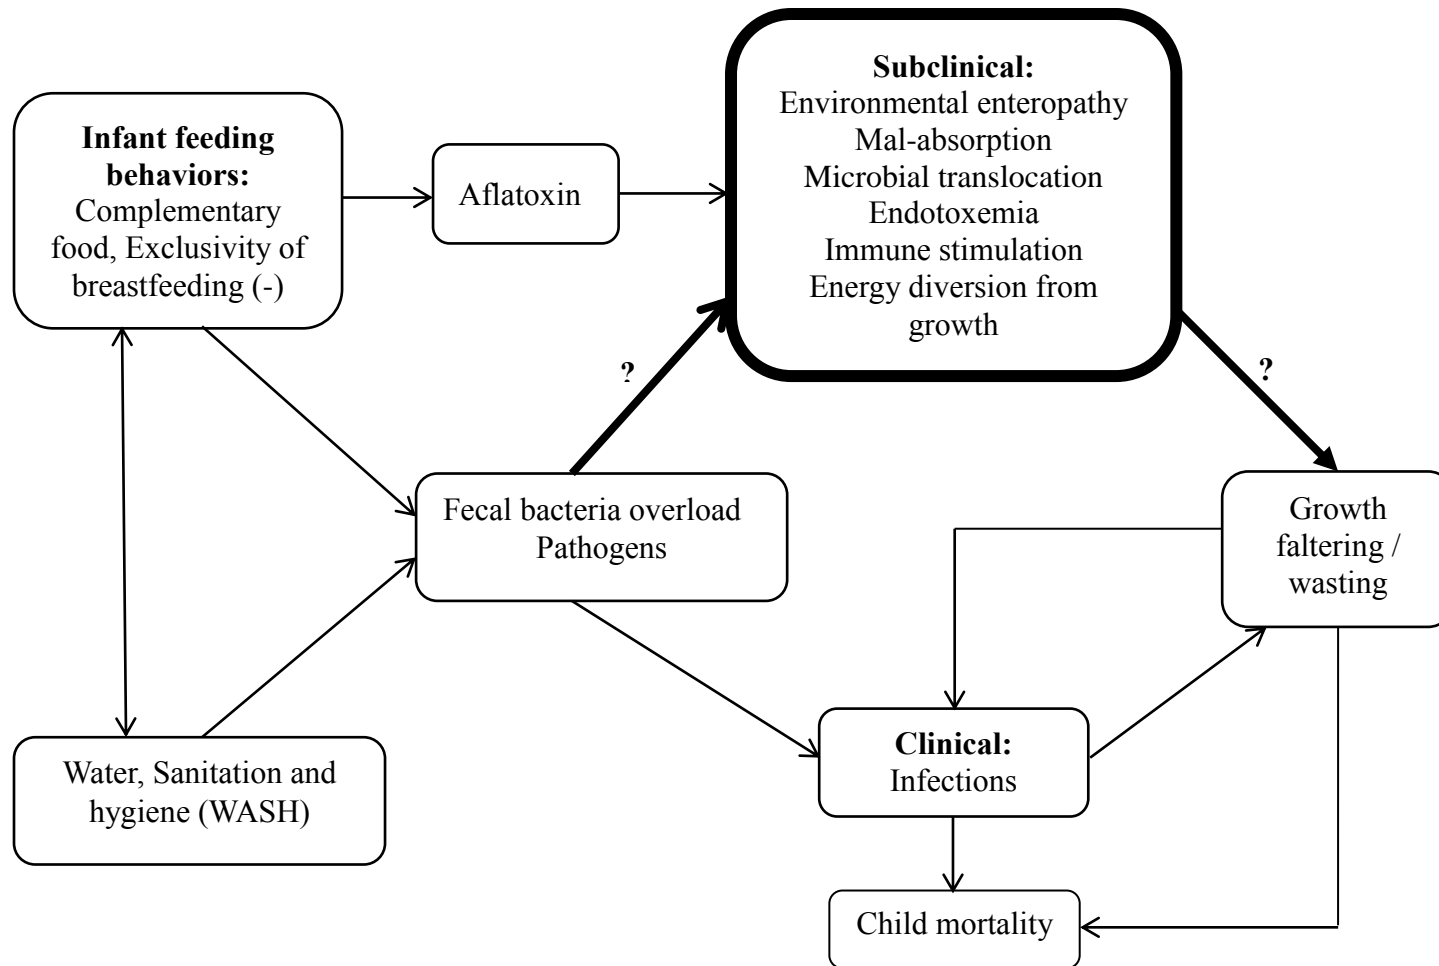 Subclinical:
Environmental enteropathy
Mal-absorption
Microbial translocation
Endotoxemia
Immune stimulation
Energy diversion from
growth
Infant feeding
behaviors:
Complementary
food, Exclusivity of
breastfeeding (-)
Aflatoxin
?
?
Fecal bacteria overload
Pathogens
Growth
faltering /
wasting
Water, Sanitation and
hygiene (WASH)
Clinical:
Infections
Child mortality